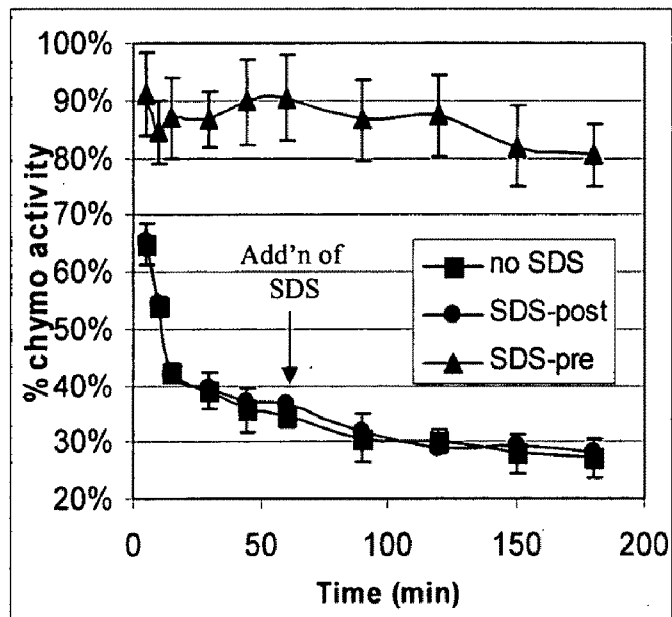 100%
90%
80%
70%
60%
50%
40%
30%
20%
% chymo activity
Add'n of
SDS
no SDS
SDS-post
SDS-pre
0
50
100
150
200
Time (min)